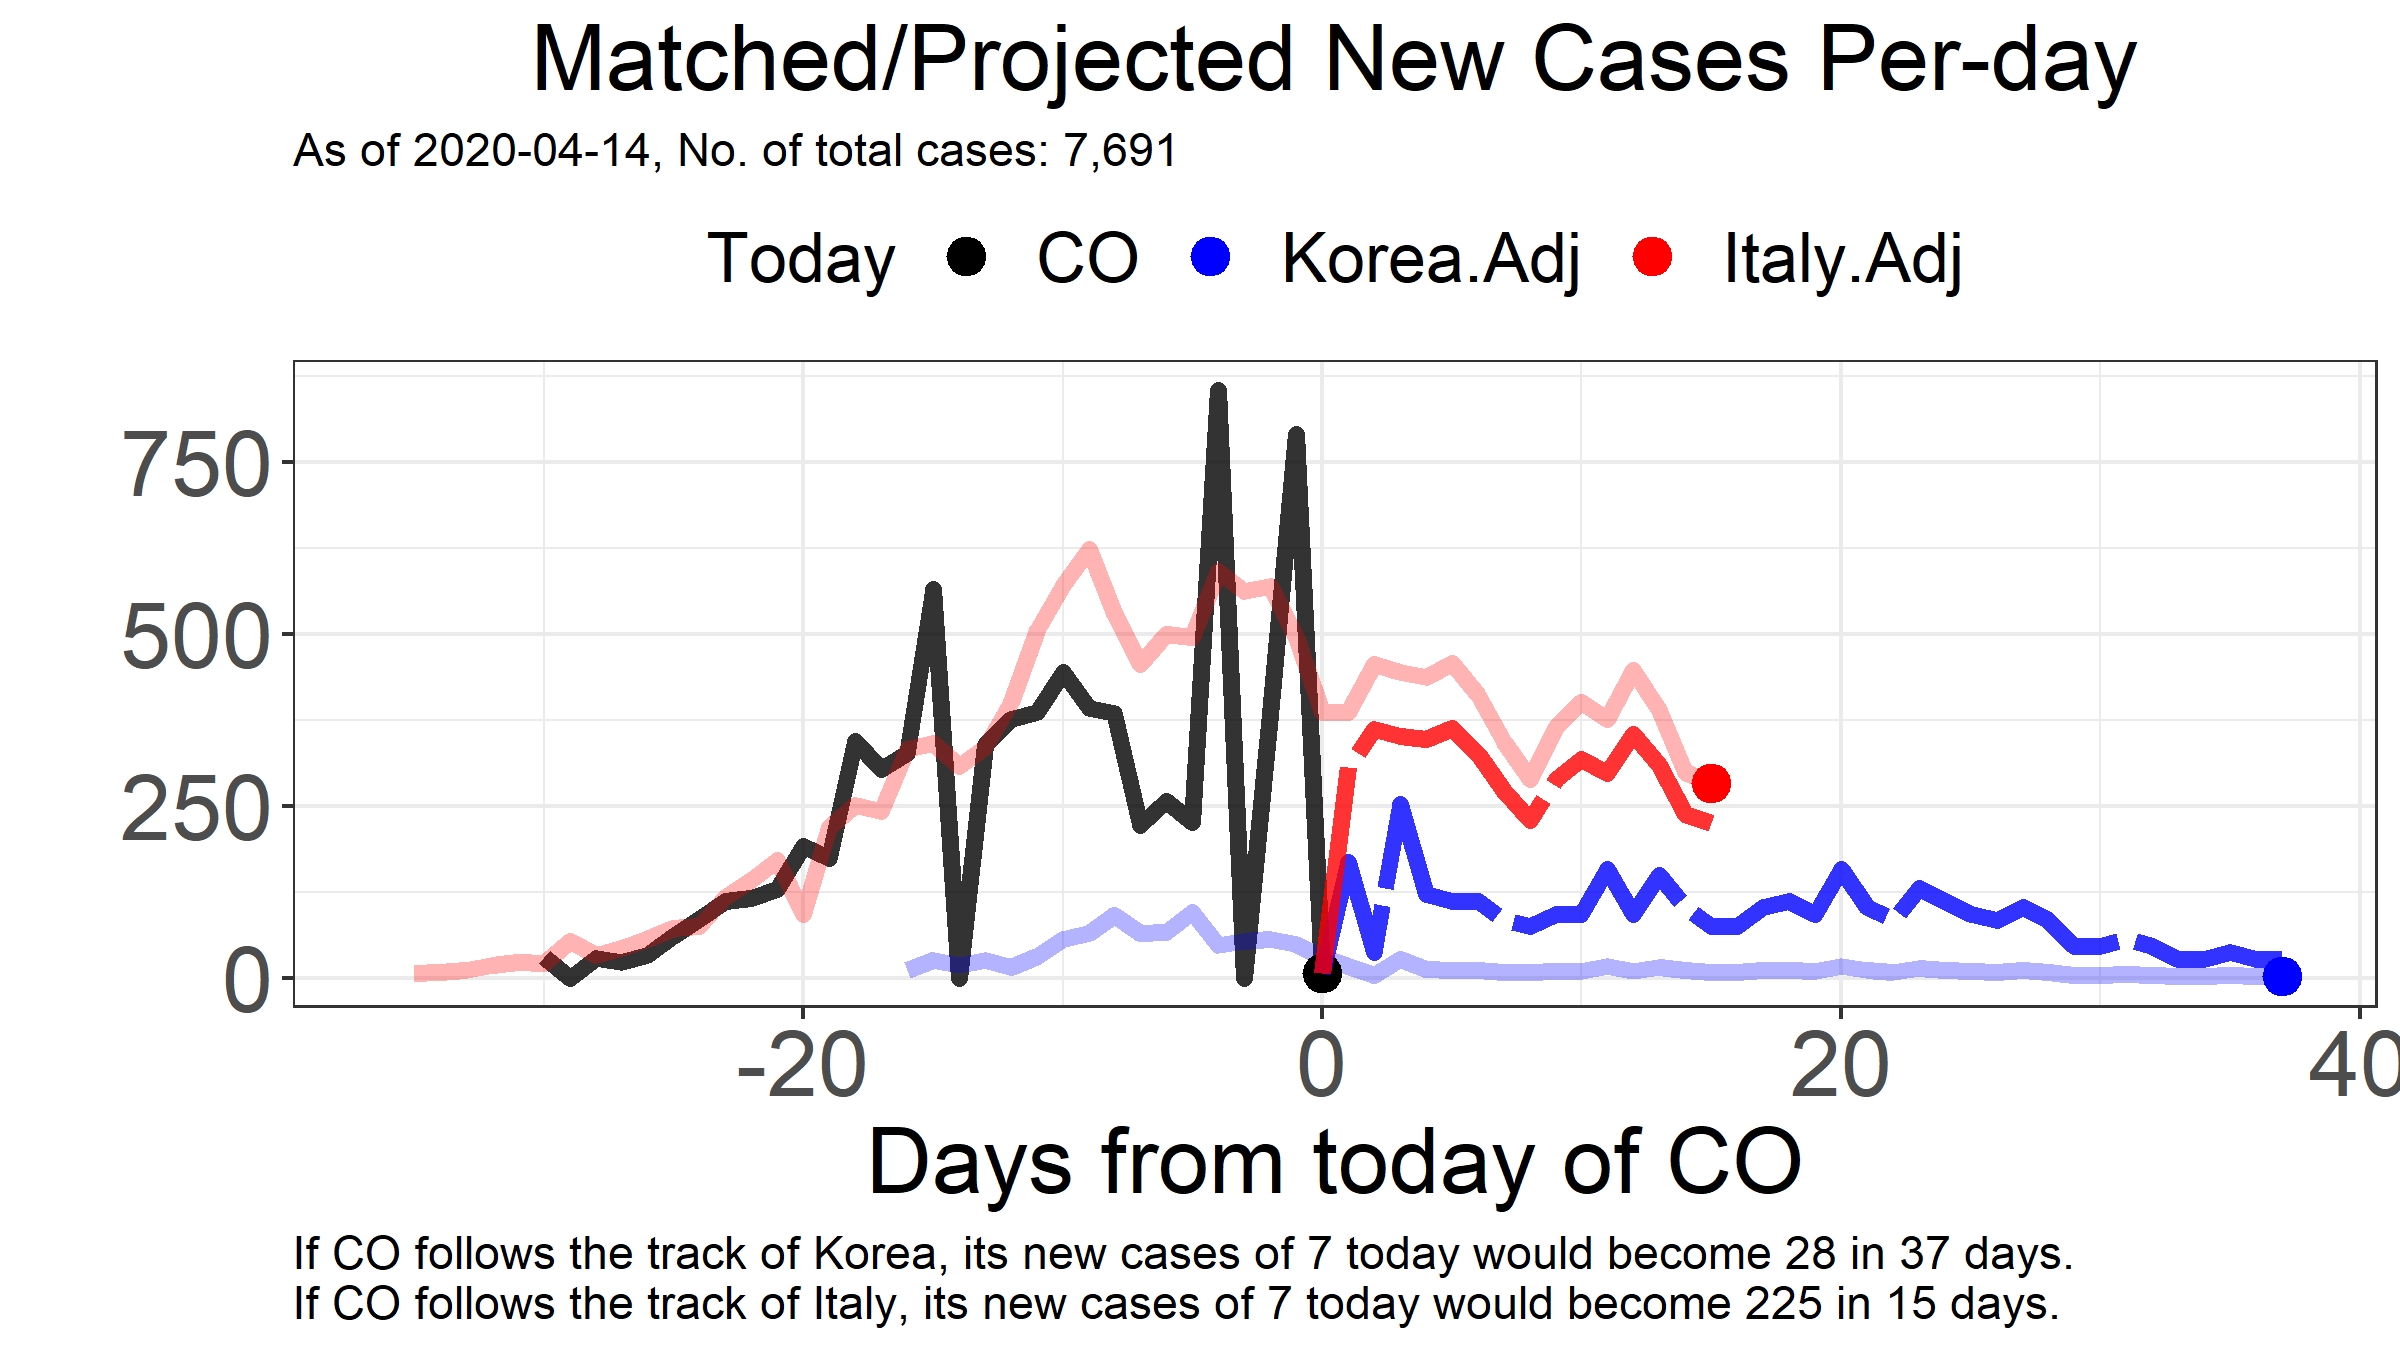 Matched/Projected New Cases Per-day
As of 2020-04-14, No. of total cases: 7,691
Today CO Korea.Adj Italy.Adj
750
500
250
0
-20 0 20 40
Days from today of CO
If CO follows the track of Korea, its new cases of 7 today would become 28 in 37 days.
If CO follows the track of Italy, its new cases of 7 today would become 225 in 15 days.